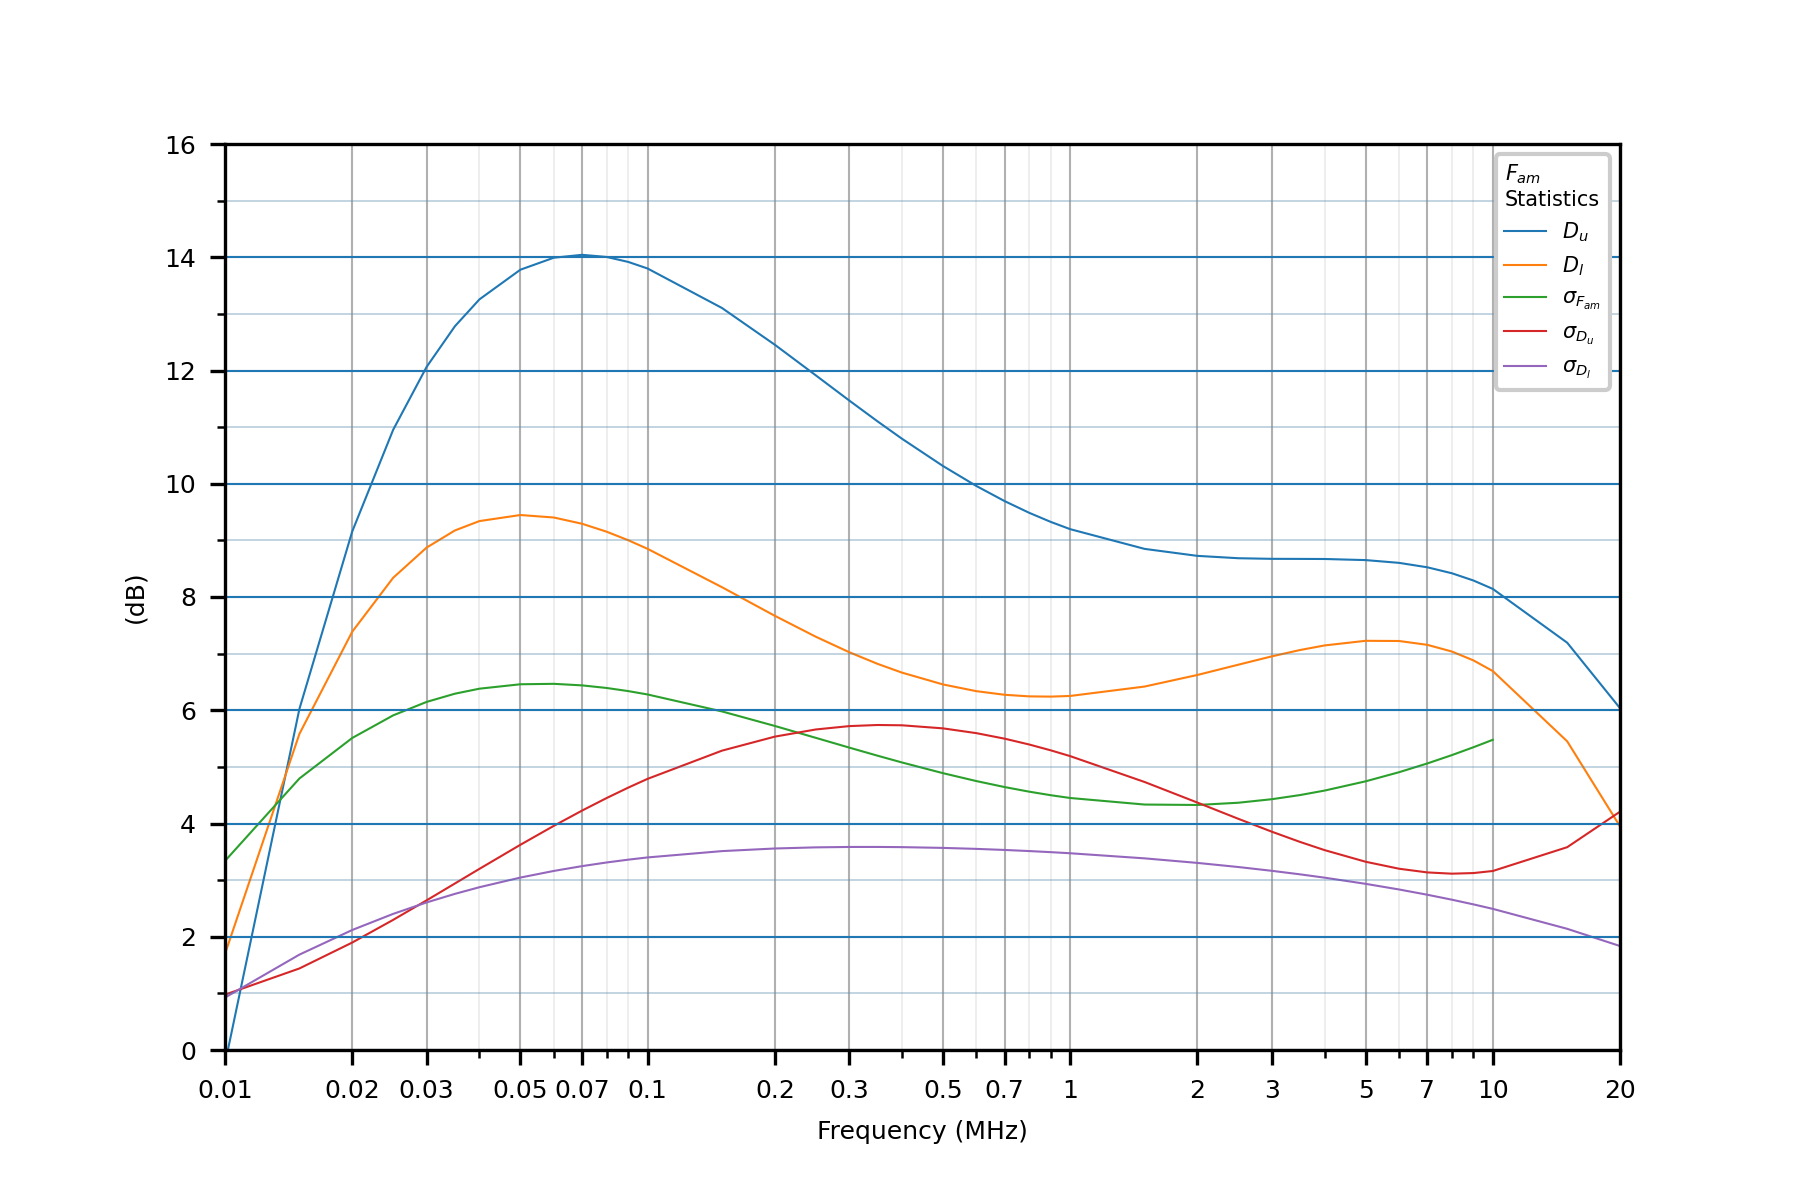 16
14
12
10
8
6
4
2
0
(dB)
F_am
Statistics
D_u
D_l
σ_F_am
σ_D_u
σ_D_l
0.01 0.02 0.03 0.05 0.07 0.1 0.2 0.3 0.5 0.7 1 2 3 5 7 10 20
Frequency (MHz)